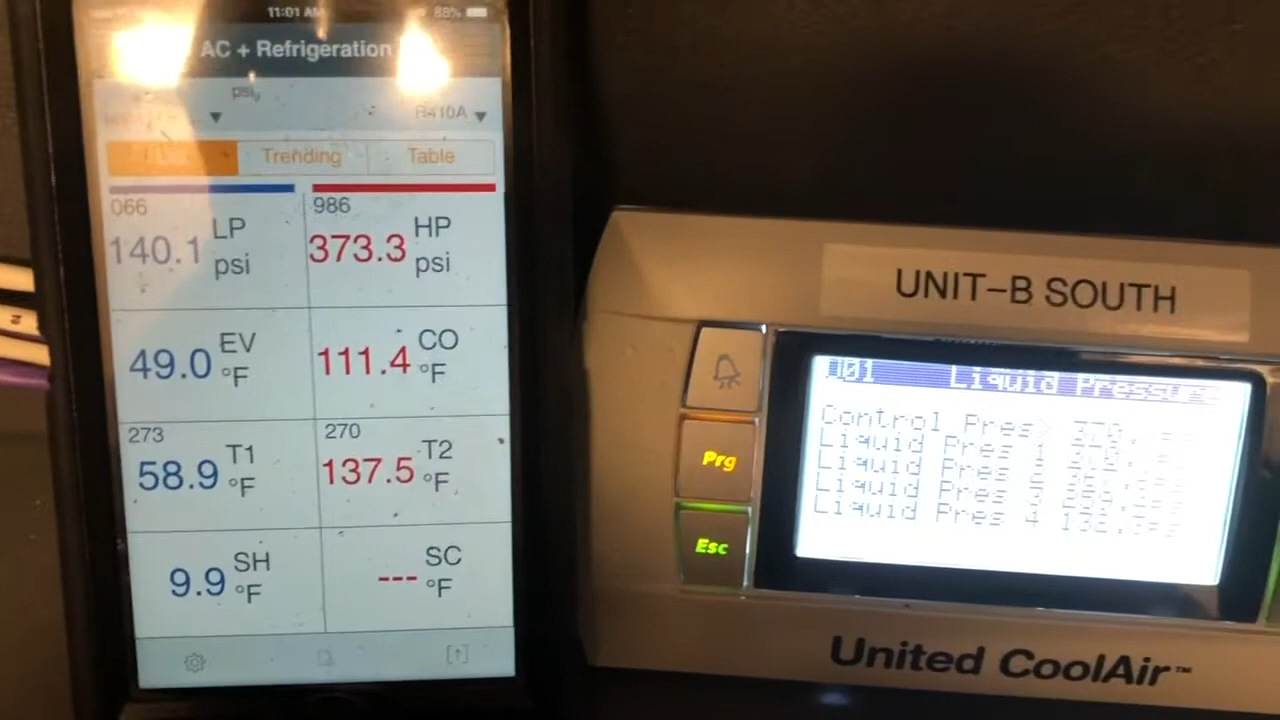 11:01 AM
88%
AC + Refrigeration
psi
R410A
Trending
Table
066
140.1 LP psi
986
373.3 HP psi
49.0 EV °F
111.4 CO °F
273
58.9 T1 °F
270
137.5 T2 °F
9.9 SH °F
--- SC °F
2
UNIT-B SOUTH
Liquid Pressure
Control Pres
Liquid Pres 1
Liquid Pres 2
Liquid Pres 3
Liquid Pres 4
Prg
Esc
United CoolAir™